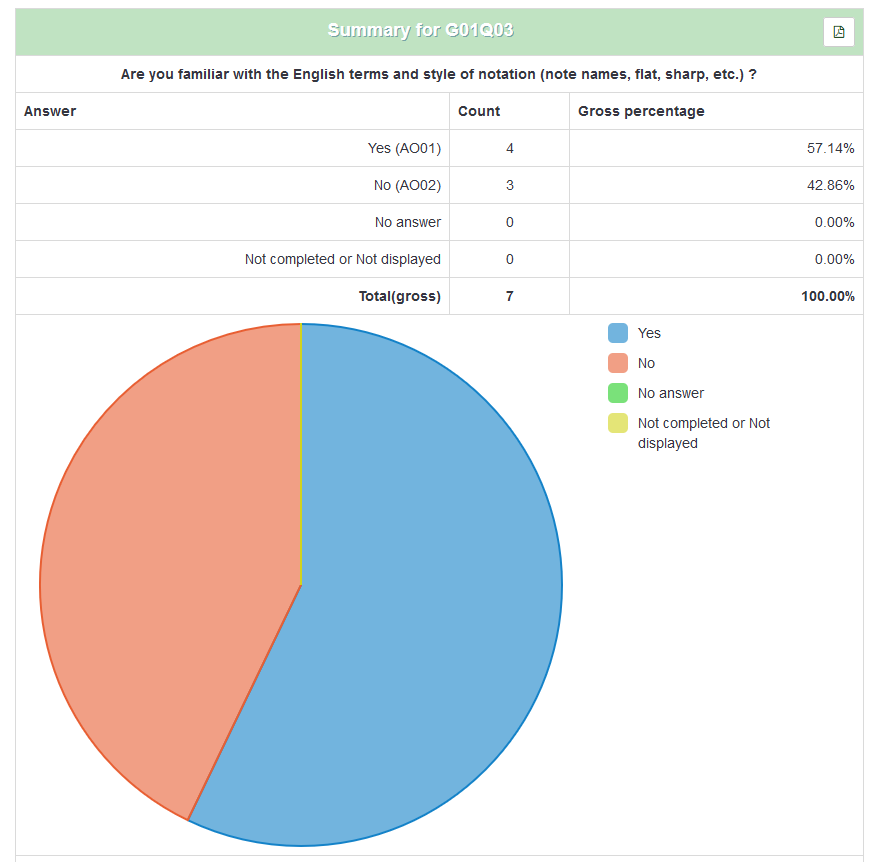 Summary for G01Q03
Are you familiar with the English terms and style of notation (note names, flat, sharp, etc.) ?
Answer Count Gross percentage
Yes (AO01) 4 57.14%
No (AO02) 3 42.86%
No answer 0 0.00%
Not completed or Not displayed 0 0.00%
Total(gross) 7 100.00%
Yes
No
No answer
Not completed or Not
displayed